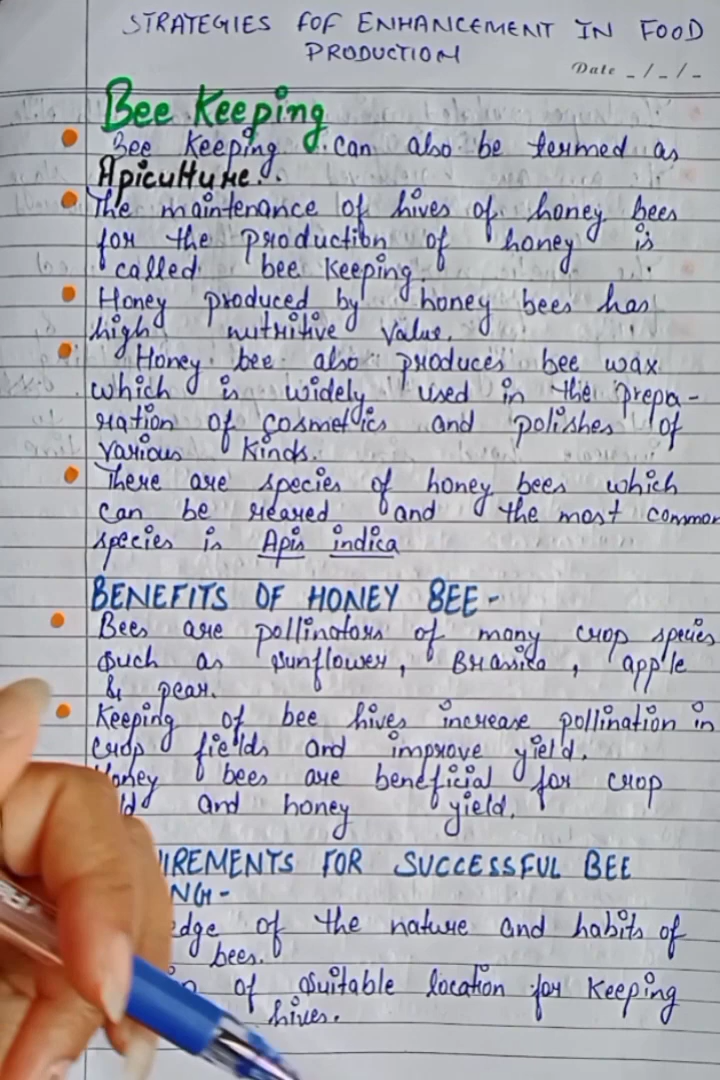 STRATEGIES FOF ENHANCEMENT IN FOOD
PRODUCTION
Date _/_/_
Bee Keeping
Bee Keeping can also be termed as
Apiculture.
The maintenance of hives of honey bees
for the production of honey is
called bee keeping.
Honey produced by honey bees has
high nutritive value.
Honey bee also produces bee wax
which is widely used in the prepa-
ration of cosmetics and polishes of
various kinds.
There are species of honey bees which
can be reared and the most common
species is Apis indica
BENEFITS OF HONEY BEE -
Bees are pollinators of many crop species
such as sunflower, Brassica, apple
& pear.
Keeping of bee hives increase pollination in
crop fields and improve yield.
Honey bees are beneficial for crop
and honey yield.
IREMENTS FOR SUCCESSFUL BEE
NG-
edge of the nature and habits of
bees.
of suitable location for keeping
hives.